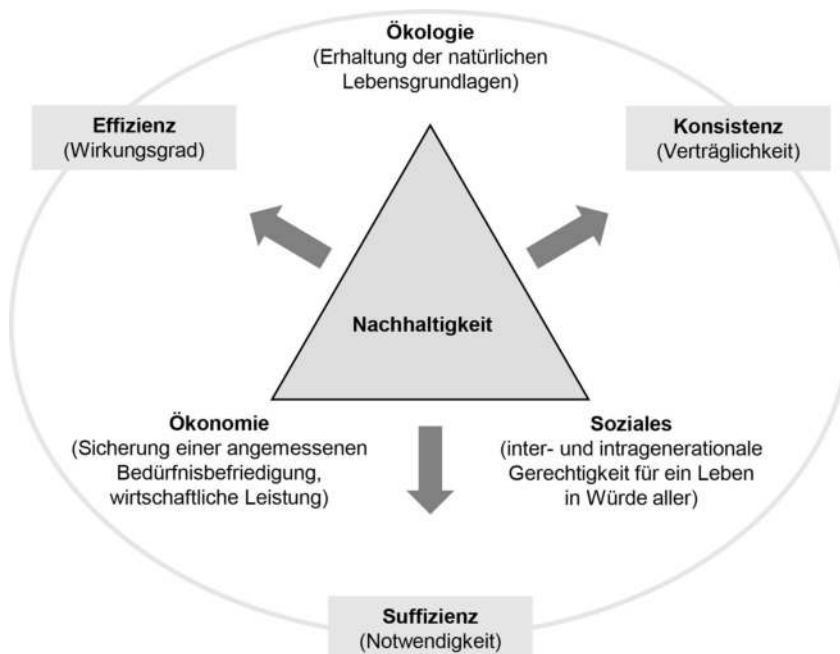 Ökologie
(Erhaltung der natürlichen
Lebensgrundlagen)
Effizienz
(Wirkungsgrad)
Konsistenz
(Verträglichkeit)
Nachhaltigkeit
Ökonomie
(Sicherung einer angemessenen
Bedürfnisbefriedigung,
wirtschaftliche Leistung)
Soziales
(inter- und intragenerationale
Gerechtigkeit für ein Leben
in Würde aller)
Suffizienz
(Notwendigkeit)